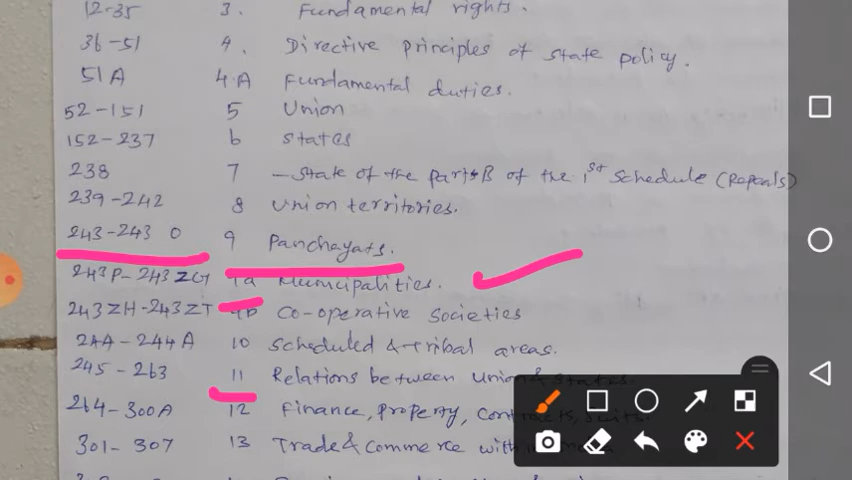 12-35 3. Fundamental rights.
36-51 4. Directive principles of state policy.
51A 4.A Fundamental duties.
52-151 5 Union
152-237 6 states
238 7 -State of the part B of the 1st schedule (Repeals)
239-242 8 Union territories.
243-243 O 9 Panchayats.
243P-243ZG 9a Municipalities.
243ZH-243ZT 9b Co-operative societies
244-244A 10 Scheduled & Tribal areas.
245-263 11 Relations between Union & States
264-300A 12 Finance, Property,
301-307 13 Trade & Commerce